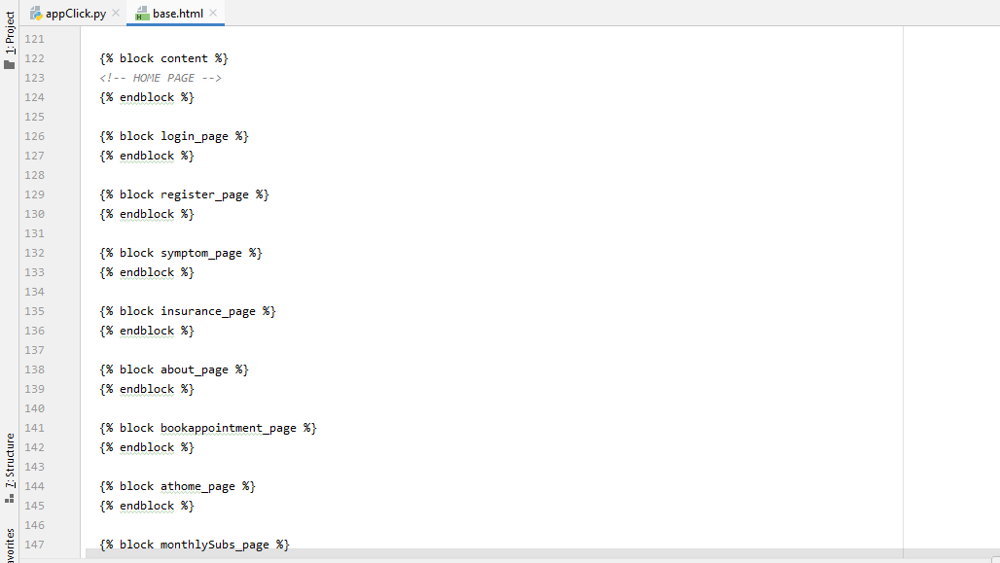 appClick.py
base.html
1: Project
7: Structure
avorites
121
122 {% block content %}
123 <!-- HOME PAGE -->
124 {% endblock %}
125
126 {% block login_page %}
127 {% endblock %}
128
129 {% block register_page %}
130 {% endblock %}
131
132 {% block symptom_page %}
133 {% endblock %}
134
135 {% block insurance_page %}
136 {% endblock %}
137
138 {% block about_page %}
139 {% endblock %}
140
141 {% block bookappointment_page %}
142 {% endblock %}
143
144 {% block athome_page %}
145 {% endblock %}
146
147 {% block monthlySubs_page %}